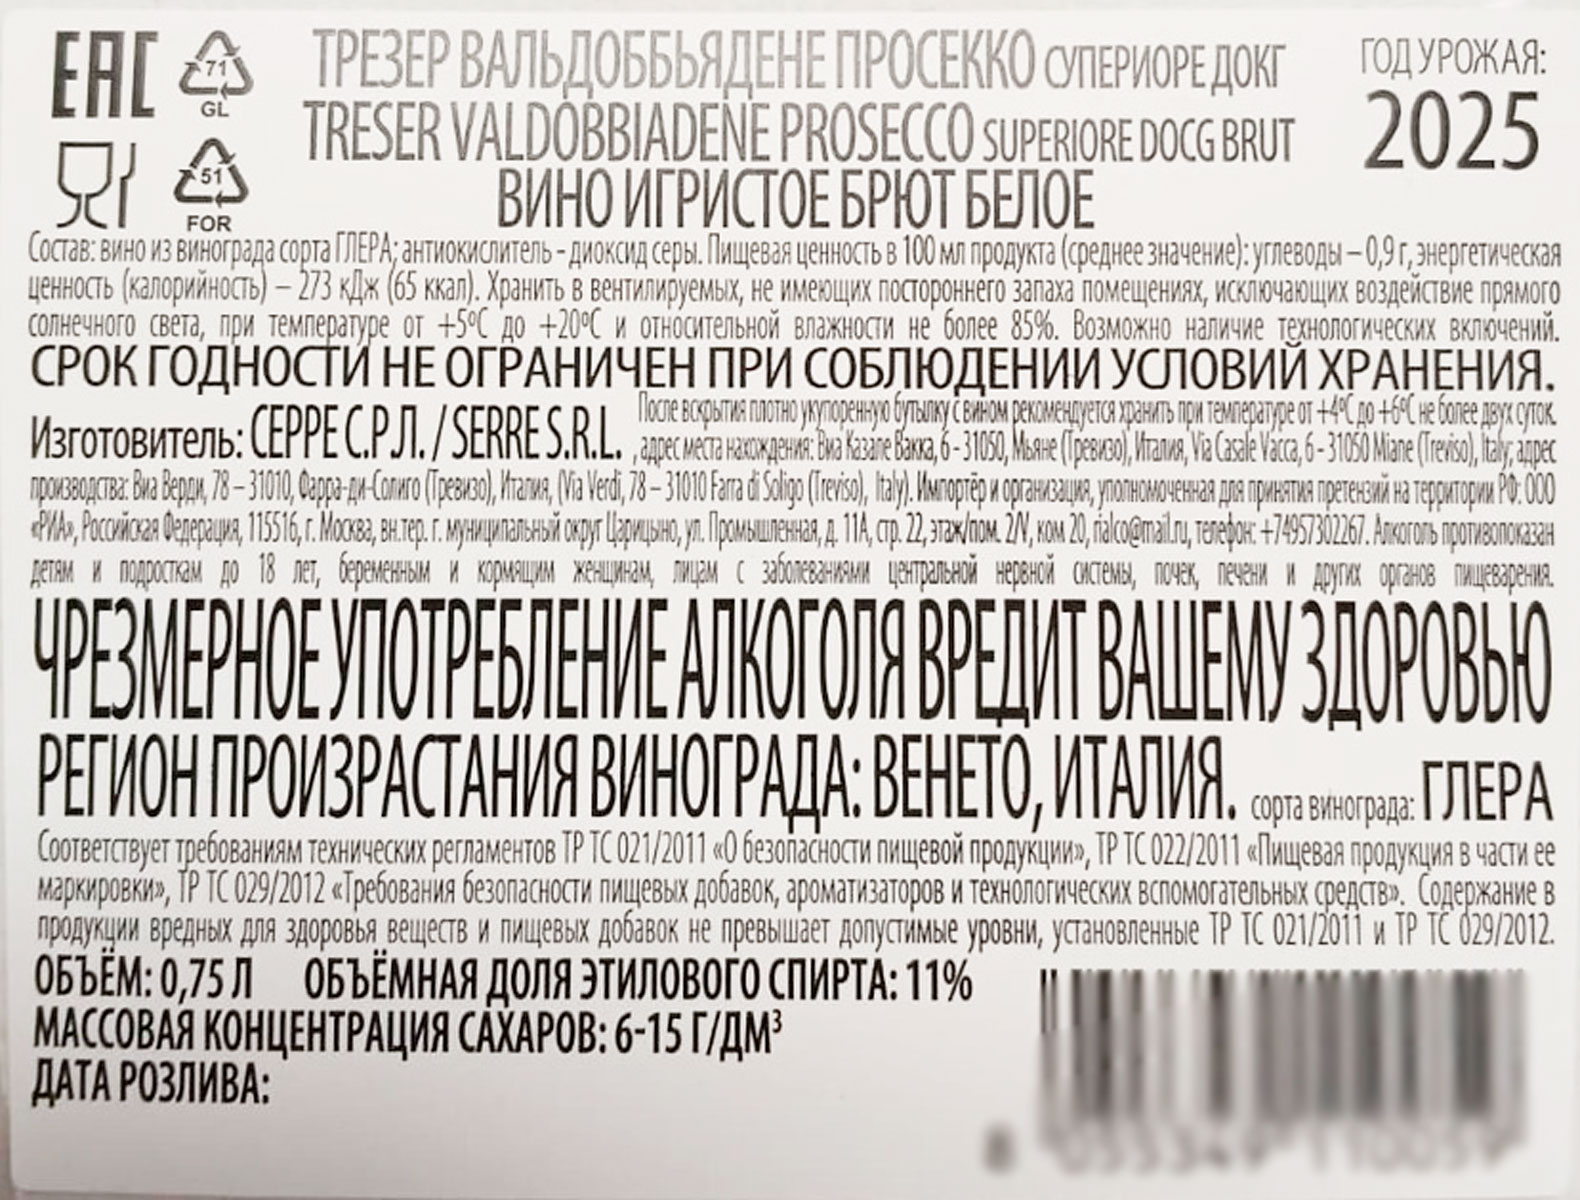 ЕАС
71
GL
51
FOR
ТРЕЗЕР ВАЛЬДОББЬЯДЕНЕ ПРОСЕККО СУПЕРИОРЕ ДОКГ
TRESER VALDOBBIADENE PROSECCO SUPERIORE DOCG BRUT
ВИНО ИГРИСТОЕ БРЮТ БЕЛОЕ
ГОД УРОЖАЯ:
2025
Состав: вино из винограда сорта ГЛЕРА; антиокислитель - диоксид серы. Пищевая ценность в 100 мл продукта (среднее значение): углеводы – 0,9 г, энергетическая
ценность (калорийность) – 273 кДж (65 ккал). Хранить в вентилируемых, не имеющих постороннего запаха помещениях, исключающих воздействие прямого
солнечного света, при температуре от +5ºС до +20ºС и относительной влажности не более 85%. Возможно наличие технологических включений.
СРОК ГОДНОСТИ НЕ ОГРАНИЧЕН ПРИ СОБЛЮДЕНИИ УСЛОВИЙ ХРАНЕНИЯ.
После вскрытия плотно укупоренную бутылку с вином рекомендуется хранить при температуре от +4ºС до +6ºС не более двух суток.
Изготовитель: СЕРРЕ С.Р.Л. / SERRE S.R.L. , адрес места нахождения: Виа Казале Вакка, 6 - 31050, Мьяне (Тревизо), Италия, Via Casale Vacca, 6 - 31050 Miane (Treviso), Italy; адрес
производства: Виа Верди, 78 – 31010, Фарра-ди-Солиго (Тревизо), Италия, (Via Verdi, 78 – 31010 Farra di Soligo (Treviso), Italy). Импортёр и организация, уполномоченная для принятия претензий на территории РФ: ООО
«РИА», Российская Федерация, 115516, г. Москва, вн.тер. г. муниципальный округ Царицыно, ул. Промышленная, д. 11А, стр. 22, этаж/пом. 2/V, ком 20, rialco@mail.ru, телефон: +74957302267. Алкоголь противопоказан
детям и подросткам до 18 лет, беременным и кормящим женщинам, лицам с заболеваниями центральной нервной системы, почек, печени и других органов пищеварения.
ЧРЕЗМЕРНОЕ УПОТРЕБЛЕНИЕ АЛКОГОЛЯ ВРЕДИТ ВАШЕМУ ЗДОРОВЬЮ
РЕГИОН ПРОИЗРАСТАНИЯ ВИНОГРАДА: ВЕНЕТО, ИТАЛИЯ. сорта винограда: ГЛЕРА
Соответствует требованиям технических регламентов ТР ТС 021/2011 «О безопасности пищевой продукции», ТР ТС 022/2011 «Пищевая продукция в части ее
маркировки», ТР ТС 029/2012 «Требования безопасности пищевых добавок, ароматизаторов и технологических вспомогательных средств». Содержание в
продукции вредных для здоровья веществ и пищевых добавок не превышает допустимые уровни, установленные ТР ТС 021/2011 и ТР ТС 029/2012.
ОБЪЁМ: 0,75 Л ОБЪЁМНАЯ ДОЛЯ ЭТИЛОВОГО СПИРТА: 11%
МАССОВАЯ КОНЦЕНТРАЦИЯ САХАРОВ: 6-15 Г/ДМ³
ДАТА РОЗЛИВА: